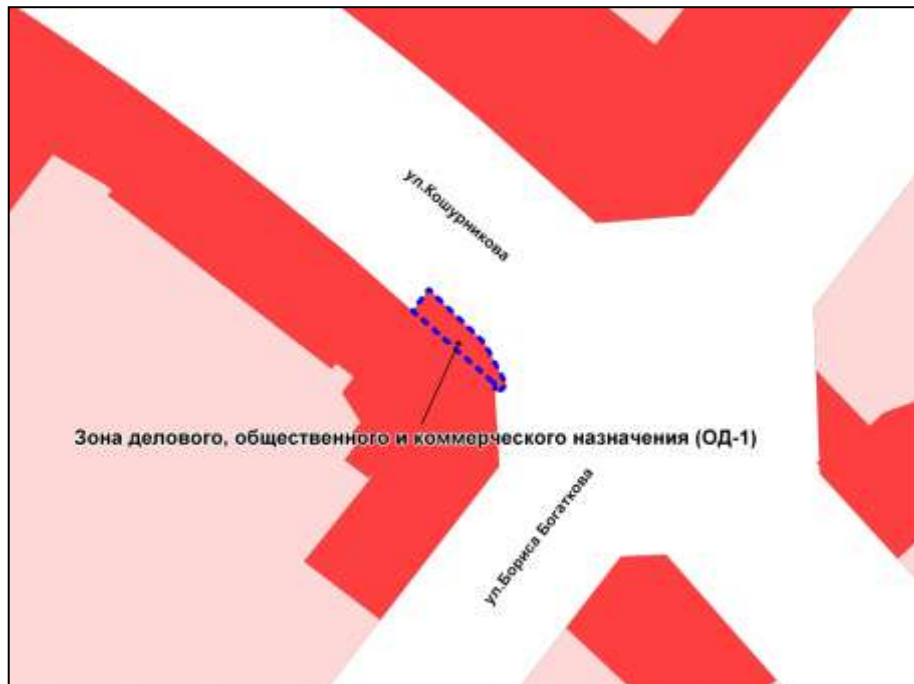 ул.Кошурникова
Зона делового, общественного и коммерческого назначения (ОД-1)
ул.Бориса Богаткова